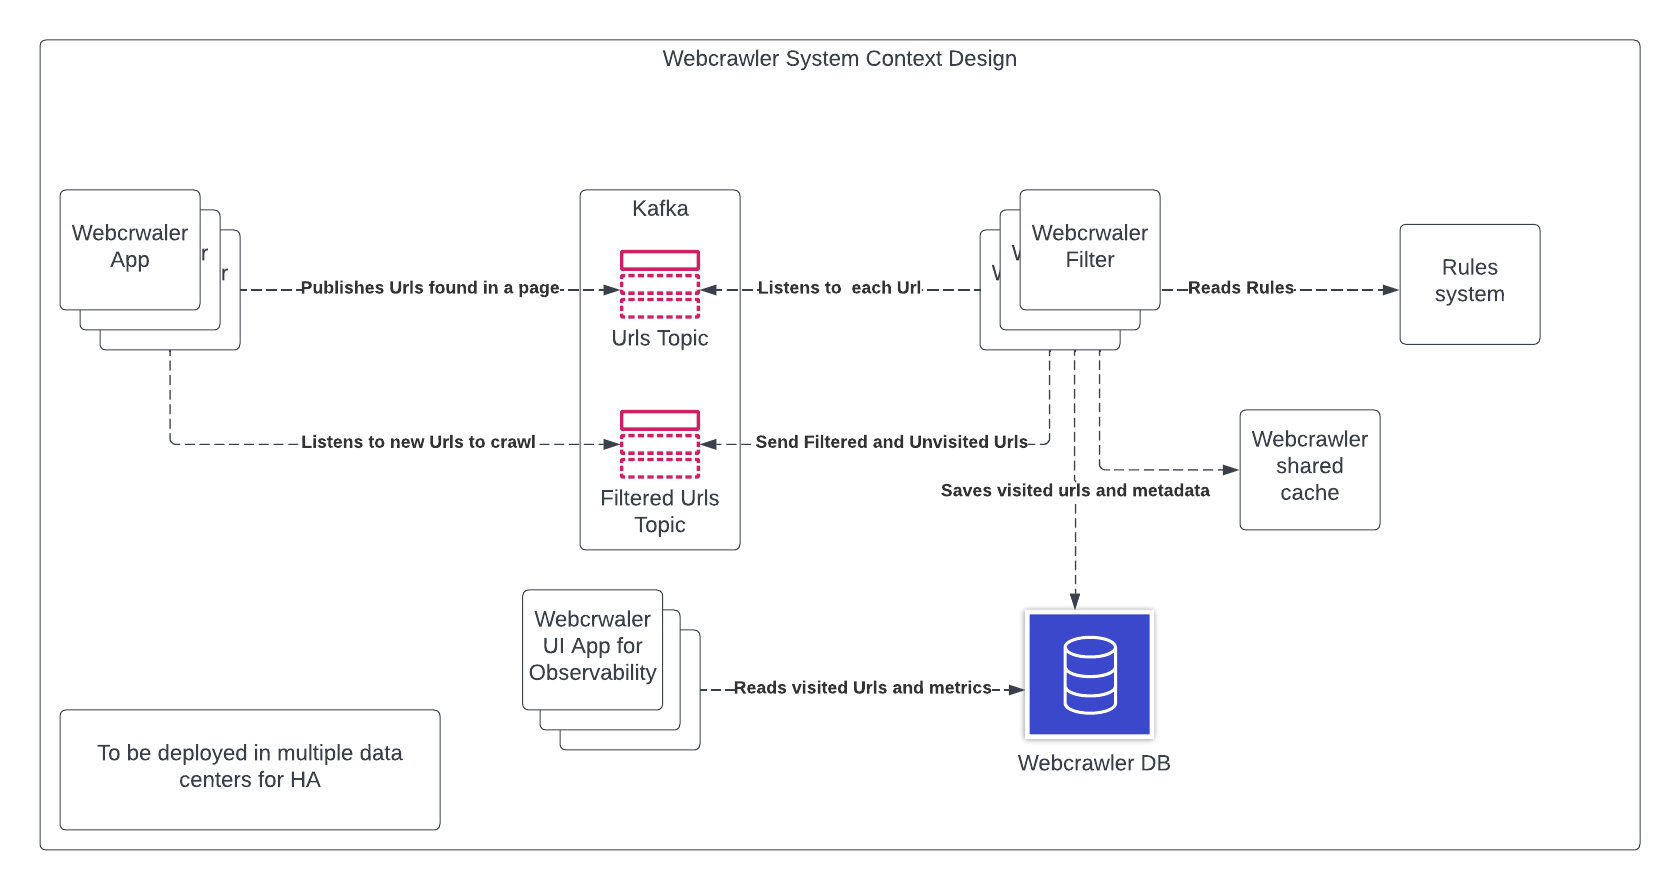 Webcrawler System Context Design
Webcrwaler
App
r
r
Publishes Urls found in a page
Kafka
Urls Topic
Listens to  each Url
W
W
Webcrwaler
Filter
Reads Rules
Rules
system
Listens to new Urls to crawl
Filtered Urls
Topic
Send Filtered and Unvisited Urls
Saves visited urls and metadata
Webcrawler
shared
cache
Webcrwaler
UI App for
Observability
Reads visited Urls and metrics
Webcrawler DB
To be deployed in multiple data
centers for HA